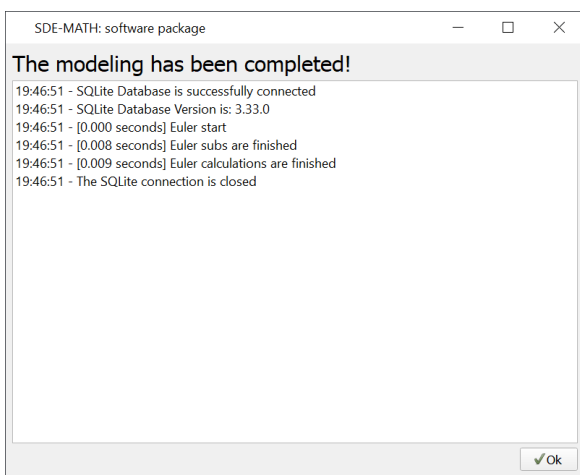 SDE-MATH: software package
The modeling has been completed!
19:46:51 - SQLite Database is successfully connected
19:46:51 - SQLite Database Version is: 3.33.0
19:46:51 - [0.000 seconds] Euler start
19:46:51 - [0.008 seconds] Euler subs are finished
19:46:51 - [0.009 seconds] Euler calculations are finished
19:46:51 - The SQLite connection is closed
Ok